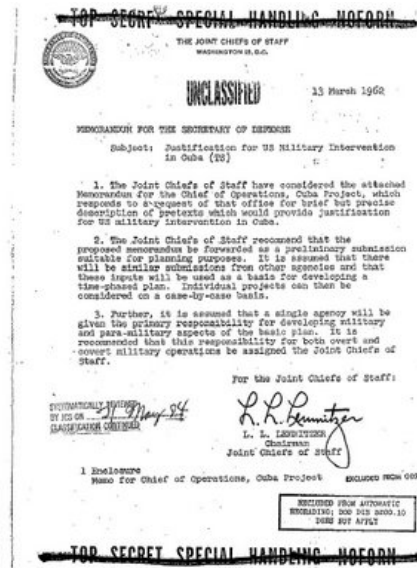 TOP SECRET SPECIAL HANDLING NOFORN
THE JOINT CHIEFS OF STAFF
WASHINGTON 25, D.C.
UNCLASSIFIED
13 March 1962
MEMORANDUM FOR THE SECRETARY OF DEFENSE
Subject: Justification for US Military Intervention
in Cuba (TS)
1. The Joint Chiefs of Staff have considered the attached
Memorandum for the Chief of Operations, Cuba Project, which
responds to a request of that office for brief but precise
description of pretexts which would provide justification
for US military intervention in Cuba.
2. The Joint Chiefs of Staff recommend that the
proposed memorandum be forwarded as a preliminary submission
suitable for planning purposes. It is assumed that there
will be similar submissions from other agencies and that
these inputs will be used as a basis for developing a
time-phased plan. Individual projects can then be
considered on a case-by-case basis.
3. Further, it is assumed that a single agency will be
given the primary responsibility for developing military
and para-military aspects of the basic plan. It is
recommended that this responsibility for both overt and
covert military operations be assigned the Joint Chiefs of
Staff.
For the Joint Chiefs of Staff:
SYSTEMATICALLY REVIEWED
BY JCS ON 21 May 84
CLASSIFICATION CONTINUED
L. L. Lemnitzer
L. L. LEMNITZER
Chairman
Joint Chiefs of Staff
1 Enclosure
Memo for Chief of Operations, Cuba Project
EXCLUDED FROM GDS
EXCLUDED FROM AUTOMATIC
REGRADING; DOD DIR 5200.10
DOES NOT APPLY
TOP SECRET SPECIAL HANDLING NOFORN